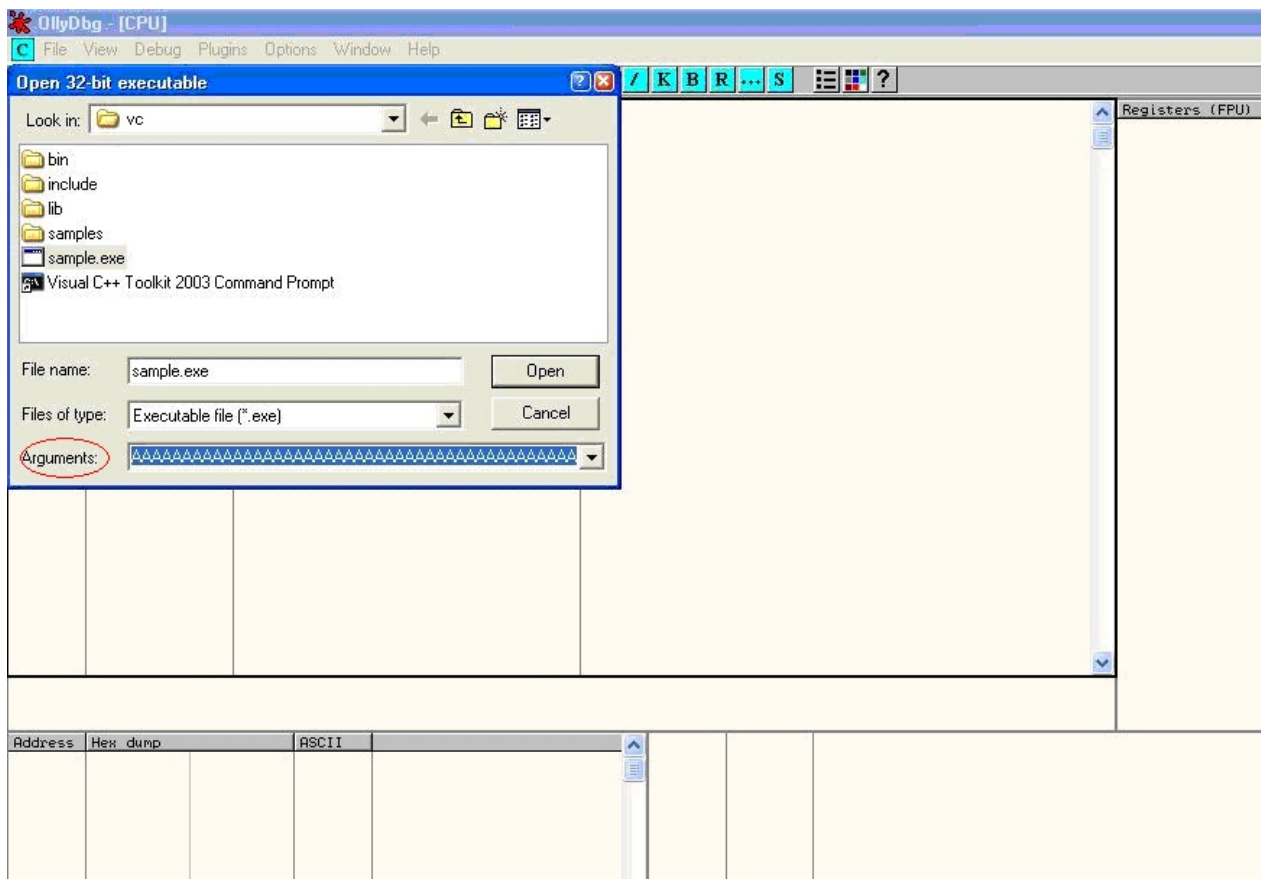 OllyDbg - [CPU]
C File View Debug Plugins Options Window Help
Open 32-bit executable
/ K B R ... S ?
Look in: vc
bin
include
lib
samples
sample.exe
Visual C++ Toolkit 2003 Command Prompt
File name: sample.exe Open
Files of type: Executable file (*.exe) Cancel
Arguments:
Registers (FPU)
Address Hex dump ASCII